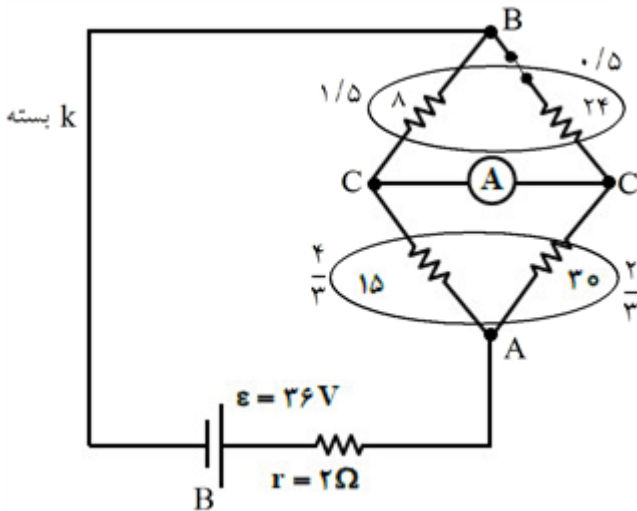 B
۰/۵
۱/۵
۸
۲۴
k بسته
C
A
C
۴/۳
۱۵
۳۰
۲/۳
A
ε = ۳۶V
r = ۲Ω
B